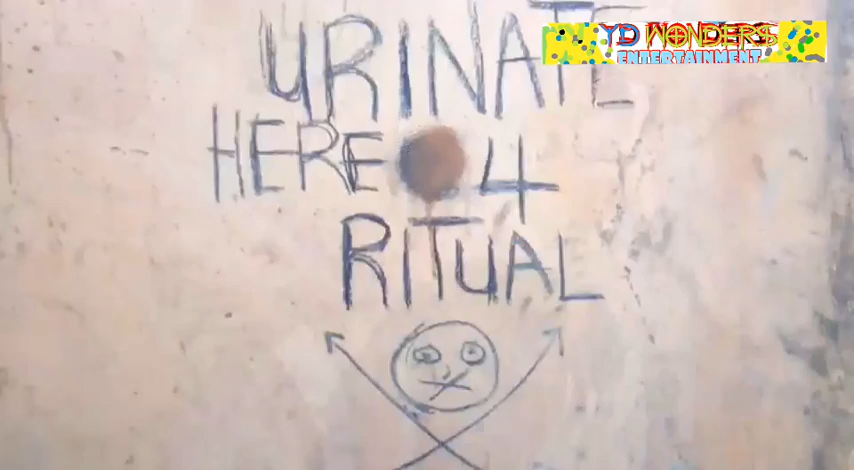 URINATE
HERE 4
RITUAL
YD WONDERS
ENTERTAINMENT